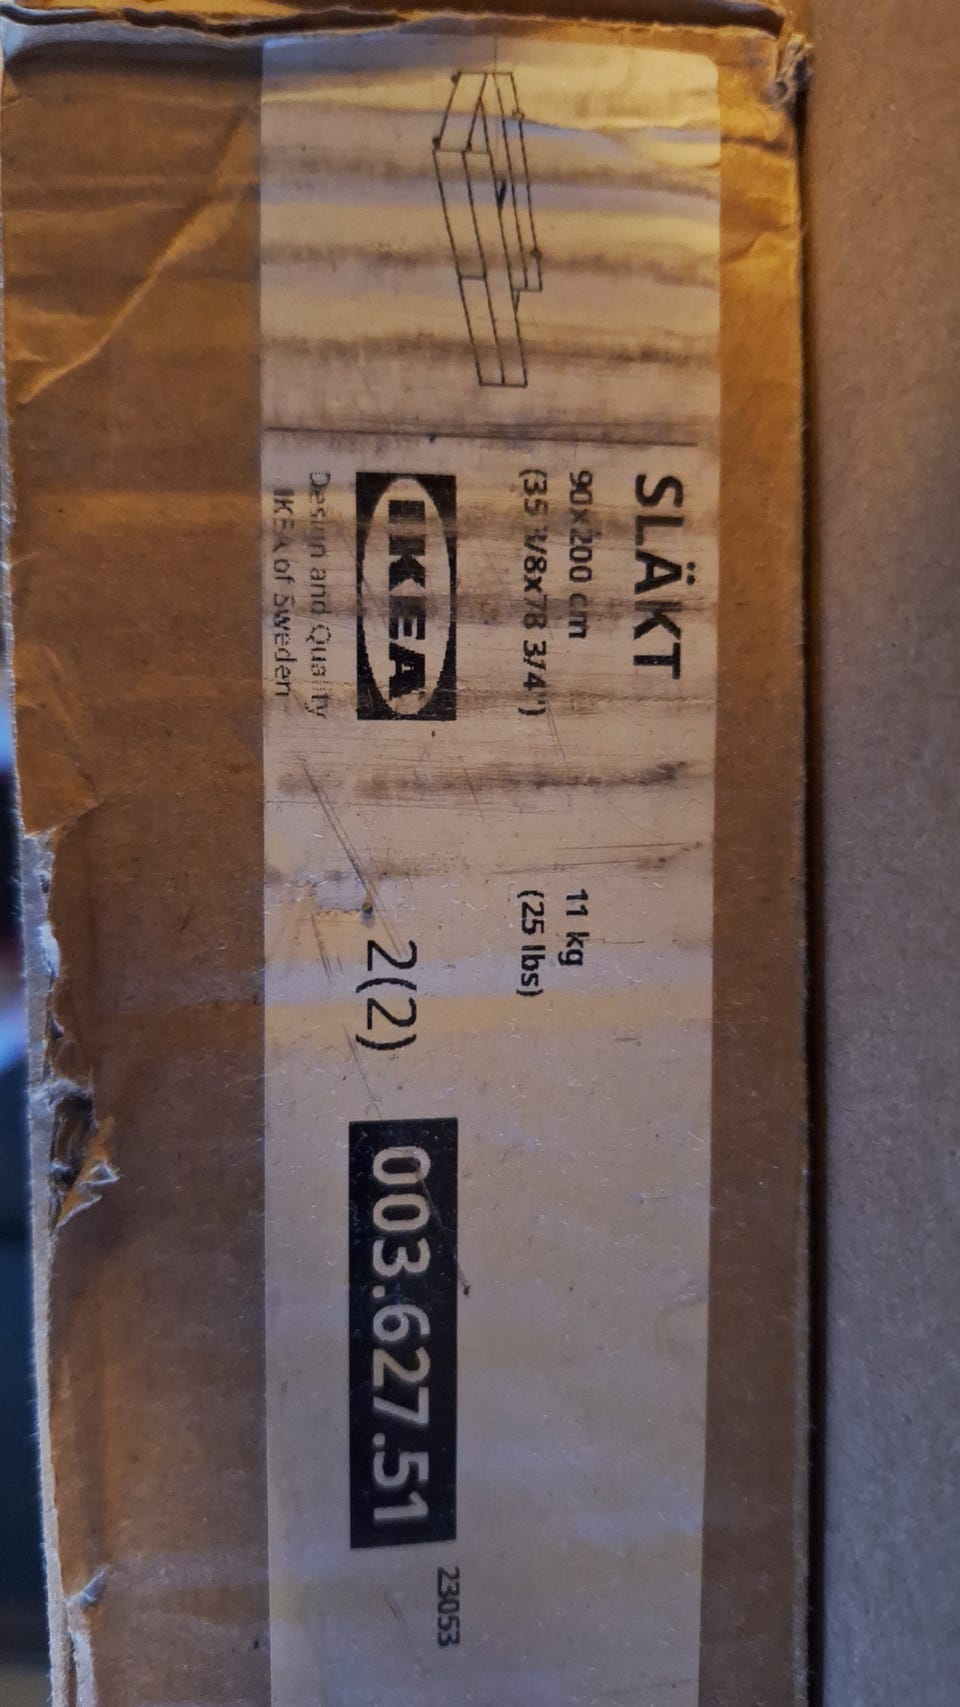 SLÄKT
90x200 cm
(35 3/8x78 3/4")
11 kg
(25 lbs)
IKEA
Design and Quality
IKEA of Sweden
2(2)
003.627.51
23053